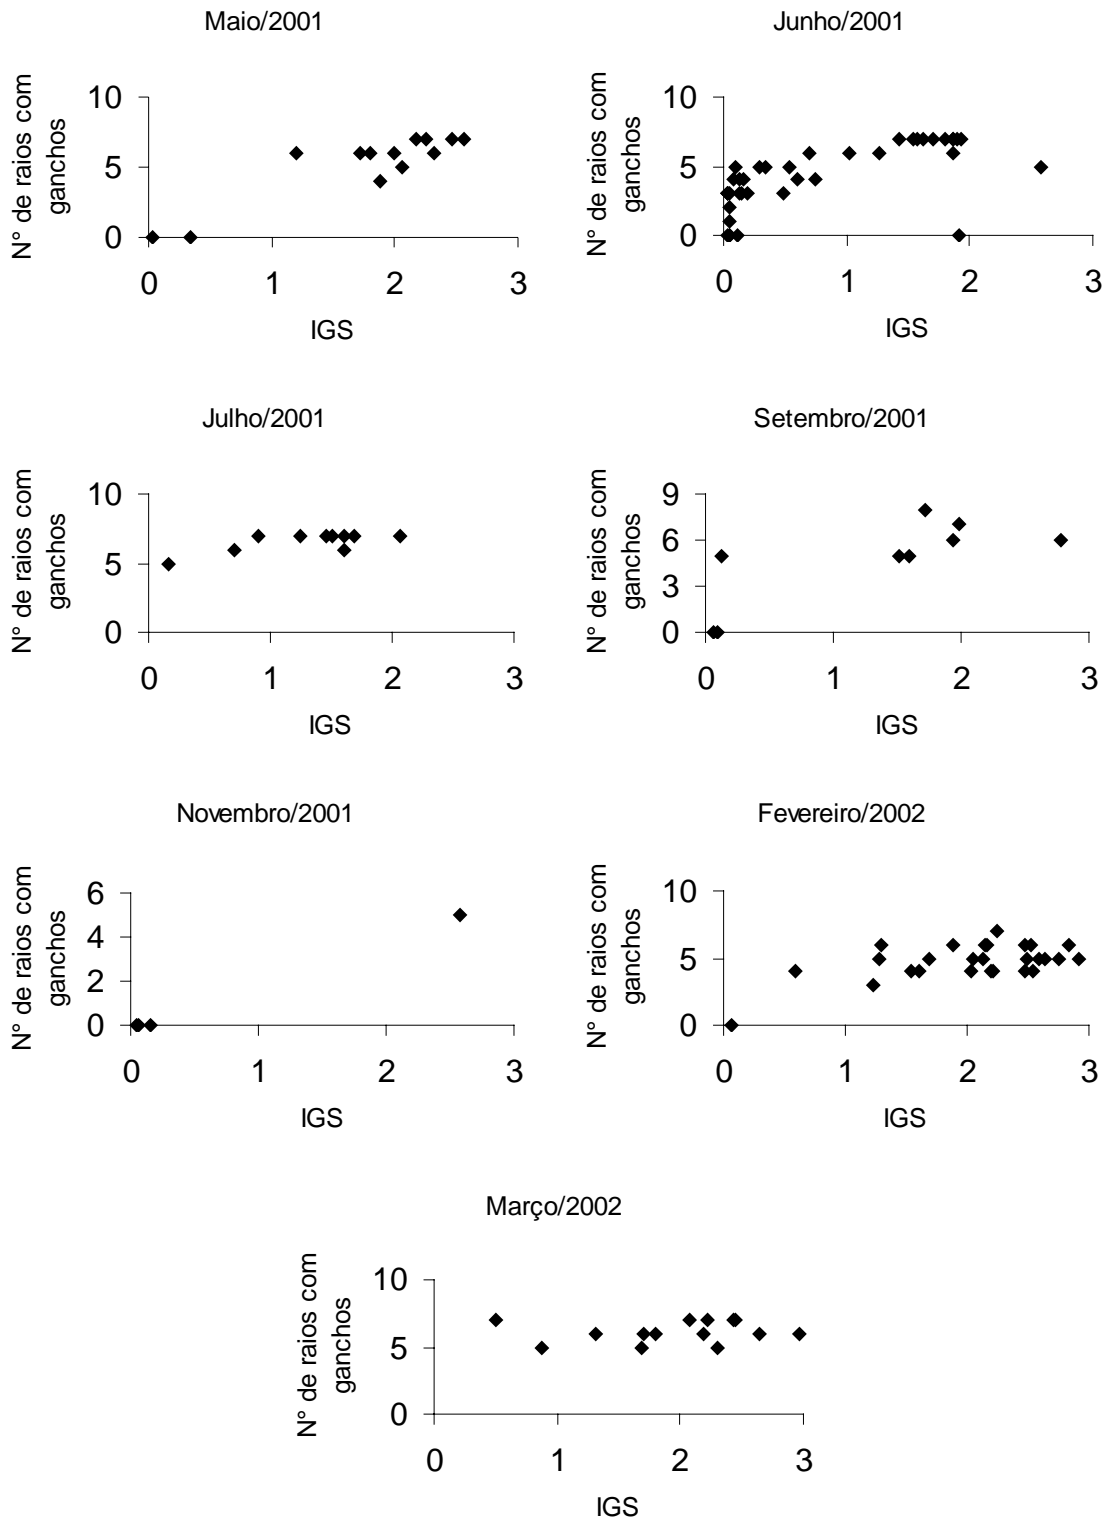 Maio/2001
N° de raios com
ganchos
10
5
0
0 1 2 3
IGS
Junho/2001
N° de raios com
ganchos
10
5
0
0 1 2 3
IGS
Julho/2001
N° de raios com
ganchos
10
5
0
0 1 2 3
IGS
Setembro/2001
N° de raios com
ganchos
9
6
3
0
0 1 2 3
IGS
Novembro/2001
N° de raios com
ganchos
6
4
2
0
0 1 2 3
IGS
Fevereiro/2002
N° de raios com
ganchos
10
5
0
0 1 2 3
IGS
Março/2002
N° de raios com
ganchos
10
5
0
0 1 2 3
IGS